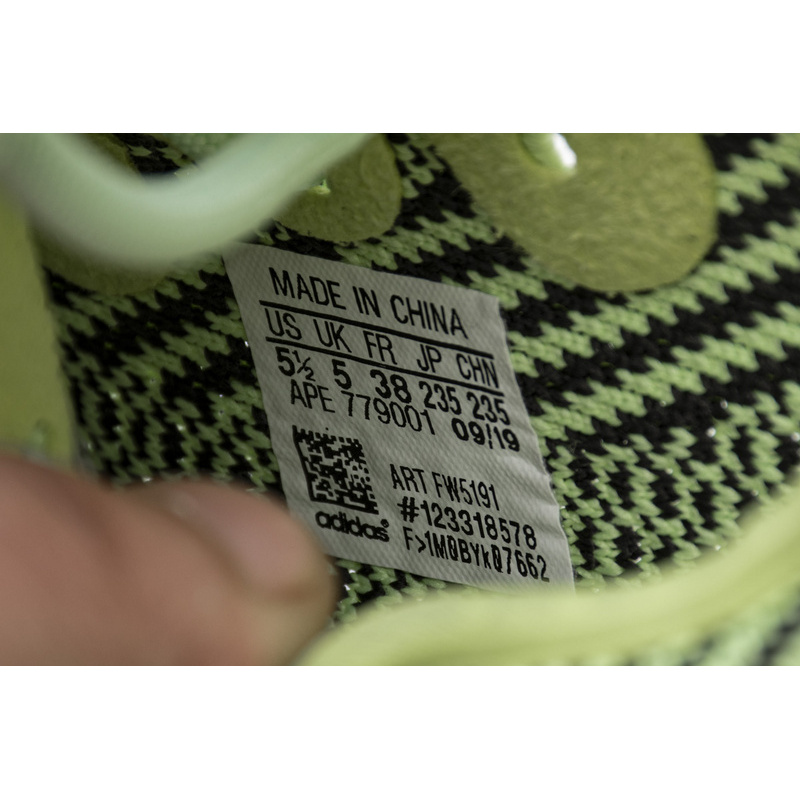 MADE IN CHINA
US UK FR JP CHN
5½ 5 38 235 235
APE 779001 09/19
ART FW5191
#123318578
F>1M0BYk07662
adidas®